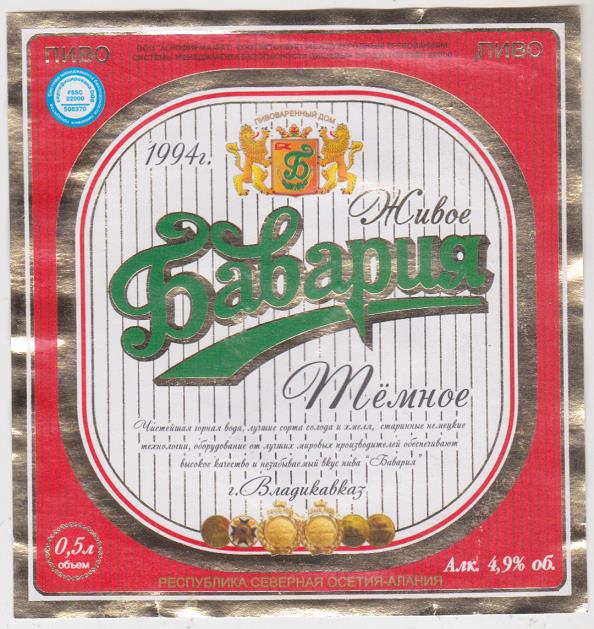 ПИВО
ПИВО
FSSC
22000
508370
ПИВОВАРЕННЫЙ ДОМ
Б
1994г.
Живое
Бавария
Тёмное
Чистейшая горная вода, лучшие сорта солода и хмеля, старинные немецкие
технологии, оборудование от лучших мировых производителей обеспечивают
высокое качество и незабываемый вкус пива "Бавария"
г.Владикавказ
0,5л
объем
Алк. 4,9% об.
РЕСПУБЛИКА СЕВЕРНАЯ ОСЕТИЯ-АЛАНИЯ